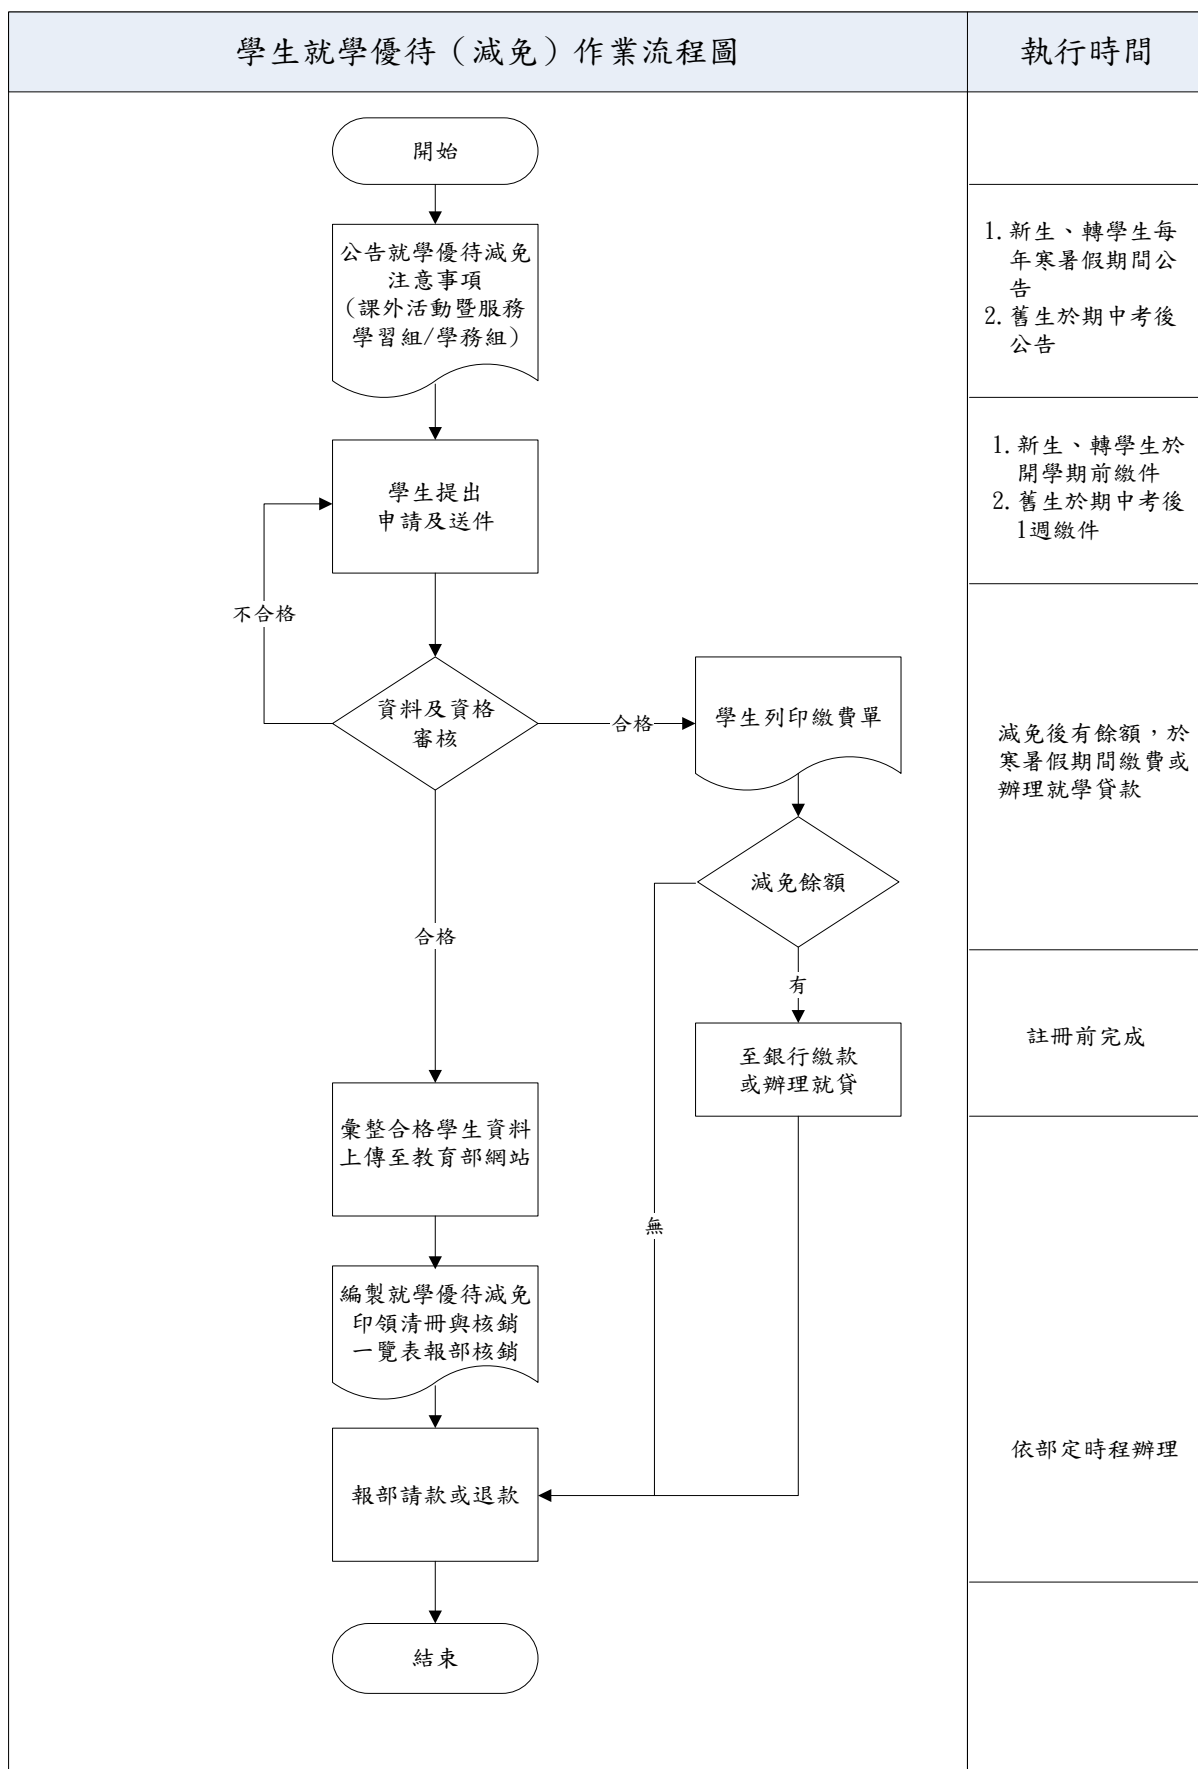 學生就學優待（減免）作業流程圖
執行時間
開始
公告就學優待減免
注意事項
（課外活動暨服務
學習組/學務組）
1. 新生、轉學生每
年寒暑假期間公
告
2. 舊生於期中考後
公告
學生提出
申請及送件
1. 新生、轉學生於
開學期前繳件
2. 舊生於期中考後
1週繳件
不合格
資料及資格
審核
合格
學生列印繳費單
減免後有餘額，於
寒暑假期間繳費或
辦理就學貸款
減免餘額
合格
有
至銀行繳款
或辦理就貸
註冊前完成
彙整合格學生資料
上傳至教育部網站
無
編製就學優待減免
印領清冊與核銷
一覽表報部核銷
報部請款或退款
依部定時程辦理
結束